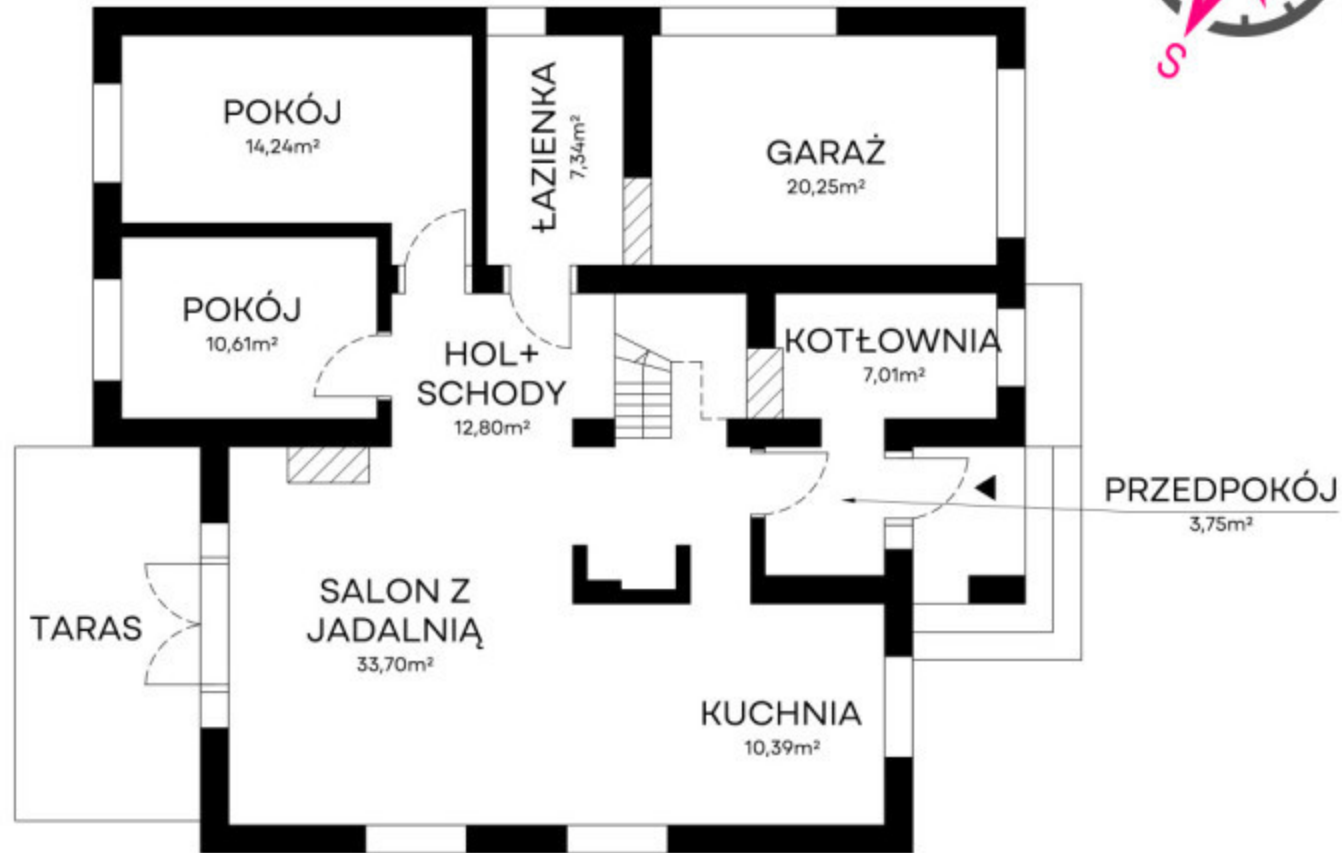 S
POKÓJ
14,24m²
ŁAZIENKA
7,34m²
GARAŻ
20,25m²
POKÓJ
10,61m²
HOL+
SCHODY
12,80m²
KOTŁOWNIA
7,01m²
PRZEDPOKÓJ
3,75m²
TARAS
SALON Z
JADALNIĄ
33,70m²
KUCHNIA
10,39m²